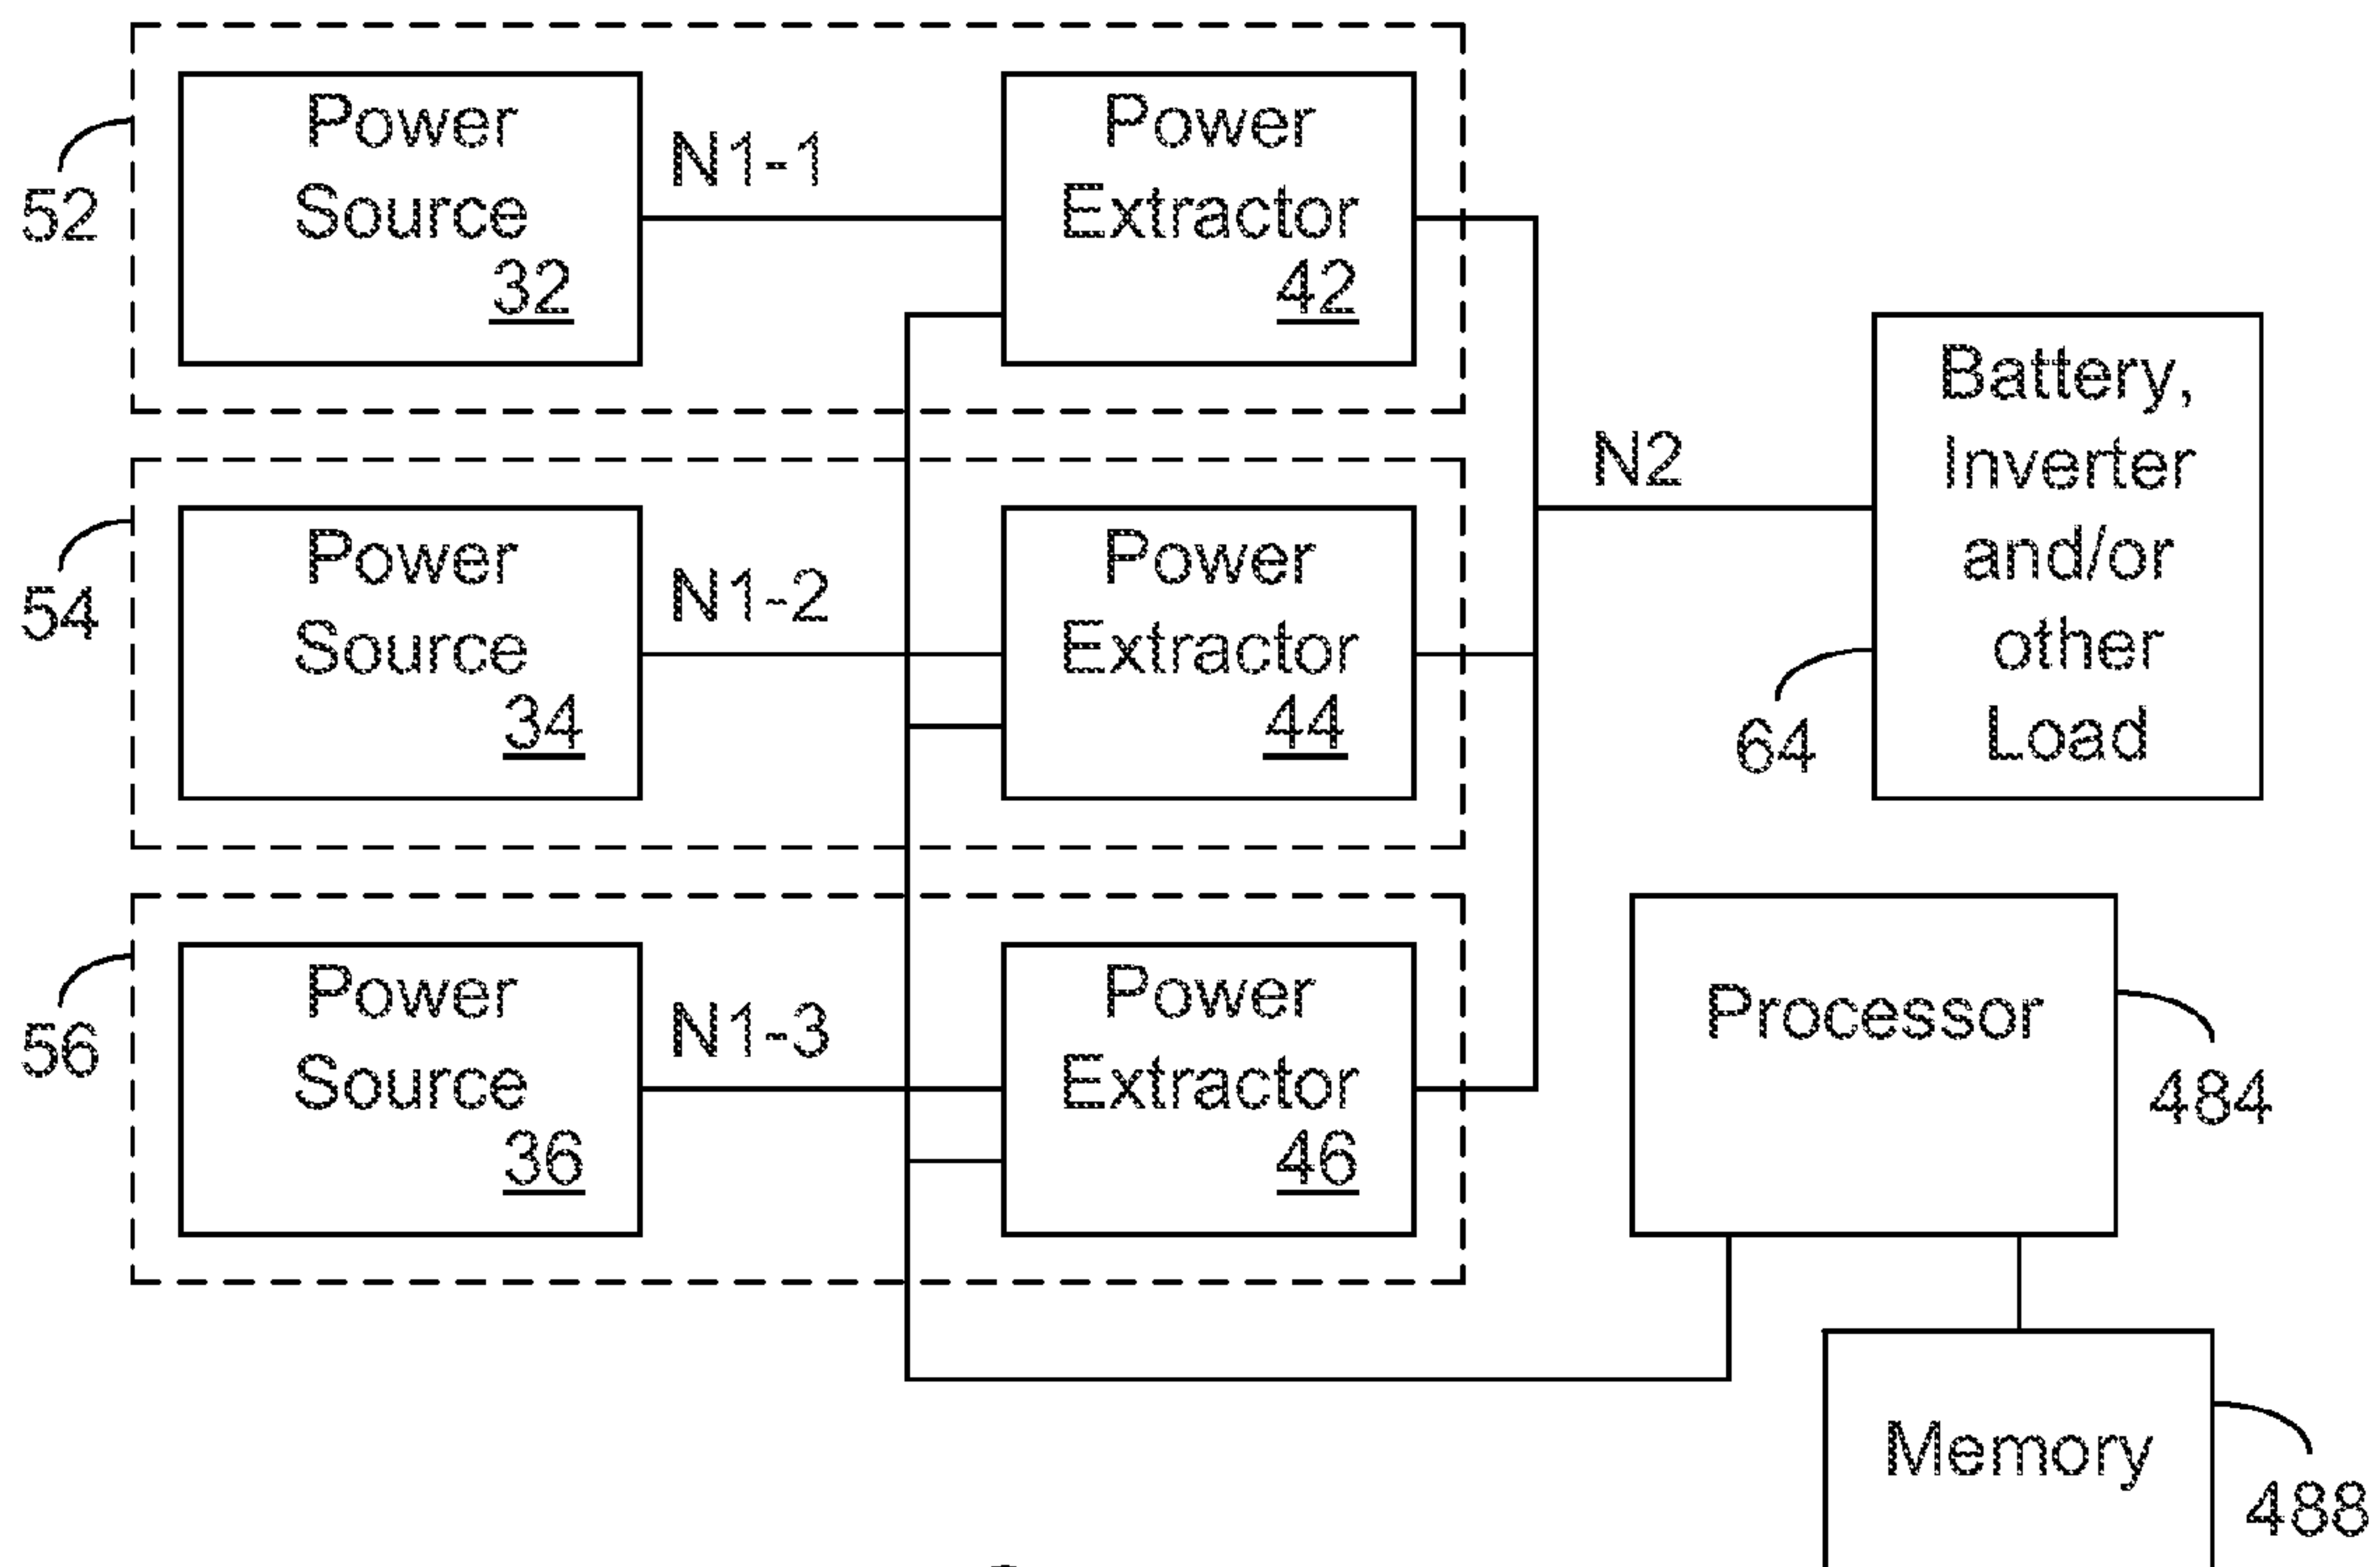 52
Power
Source
32
N1-1
Power
Extractor
42
54
Power
Source
34
N1-2
Power
Extractor
44
56
Power
Source
36
N1-3
Power
Extractor
46
N2
Battery,
Inverter
and/or
other
Load
64
Processor
484
Memory
488